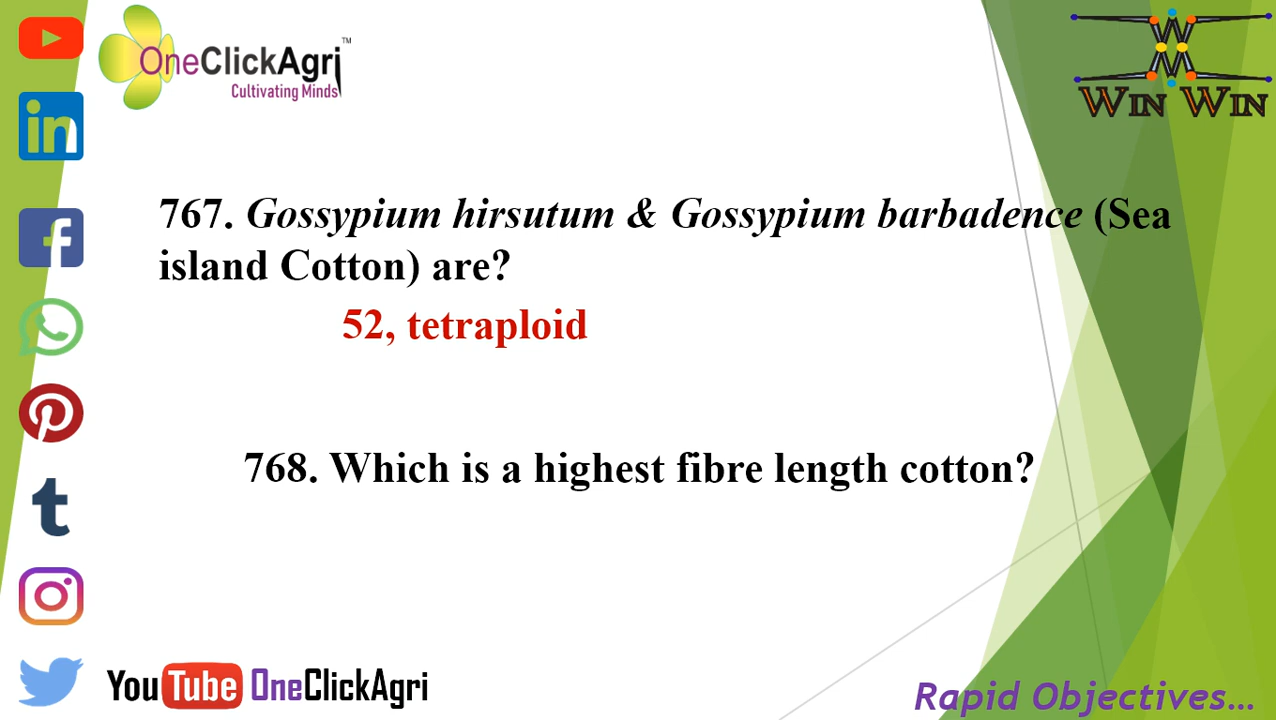 OneClickAgri™
Cultivating Minds
WIN WIN
767. Gossypium hirsutum & Gossypium barbadence (Sea
island Cotton) are?
52, tetraploid
768. Which is a highest fibre length cotton?
YouTube OneClickAgri
Rapid Objectives...